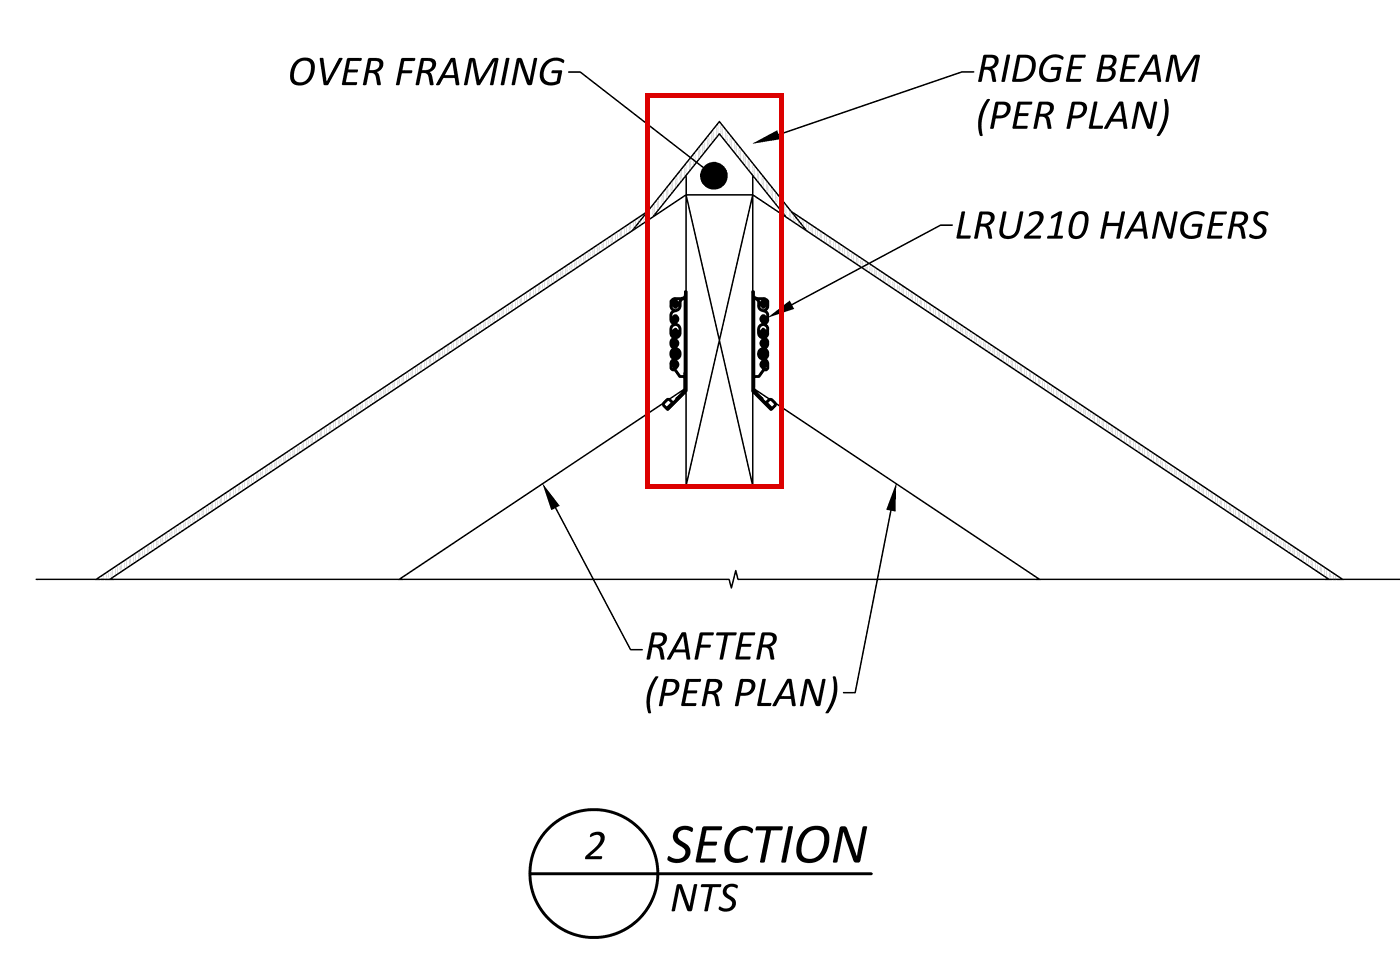 OVER FRAMING
RIDGE BEAM
(PER PLAN)
LRU210 HANGERS
RAFTER
(PER PLAN)
2
SECTION
NTS